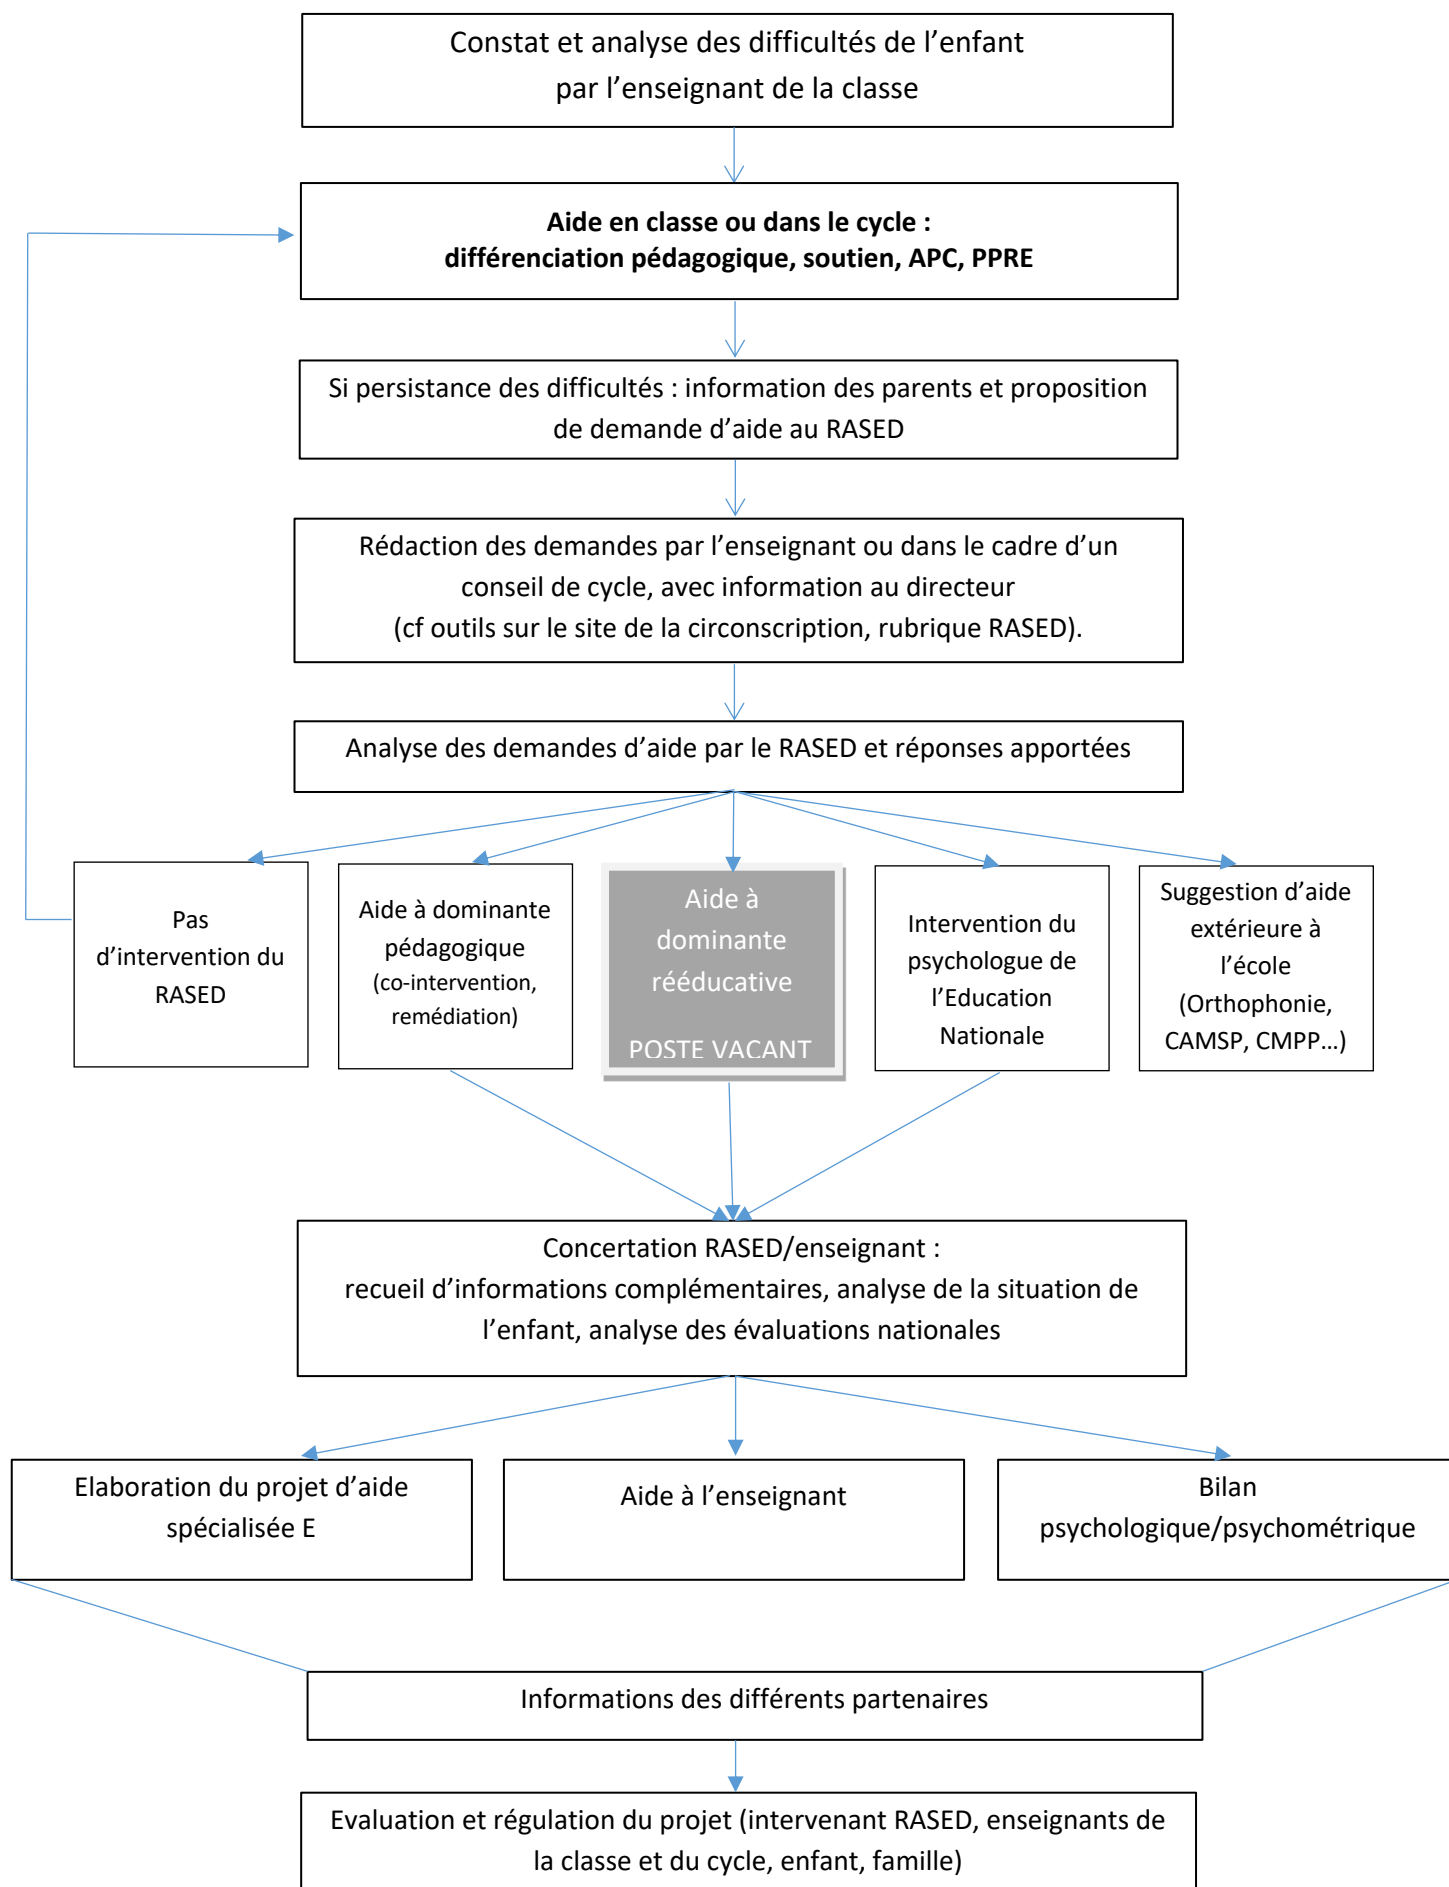 Constat et analyse des difficultés de l’enfant
par l’enseignant de la classe
Aide en classe ou dans le cycle :
différenciation pédagogique, soutien, APC, PPRE
Si persistance des difficultés : information des parents et proposition
de demande d’aide au RASED
Rédaction des demandes par l’enseignant ou dans le cadre d’un
conseil de cycle, avec information au directeur
(cf outils sur le site de la circonscription, rubrique RASED).
Analyse des demandes d’aide par le RASED et réponses apportées
Pas
d’intervention du
RASED
Aide à dominante
pédagogique
(co-intervention,
remédiation)
Aide à
dominante
rééducative
POSTE VACANT
Intervention du
psychologue de
l’Education
Nationale
Suggestion d’aide
extérieure à
l’école
(Orthophonie,
CAMSP, CMPP…)
Concertation RASED/enseignant :
recueil d’informations complémentaires, analyse de la situation de
l’enfant, analyse des évaluations nationales
Elaboration du projet d’aide
spécialisée E
Aide à l’enseignant
Bilan
psychologique/psychométrique
Informations des différents partenaires
Evaluation et régulation du projet (intervenant RASED, enseignants de
la classe et du cycle, enfant, famille)